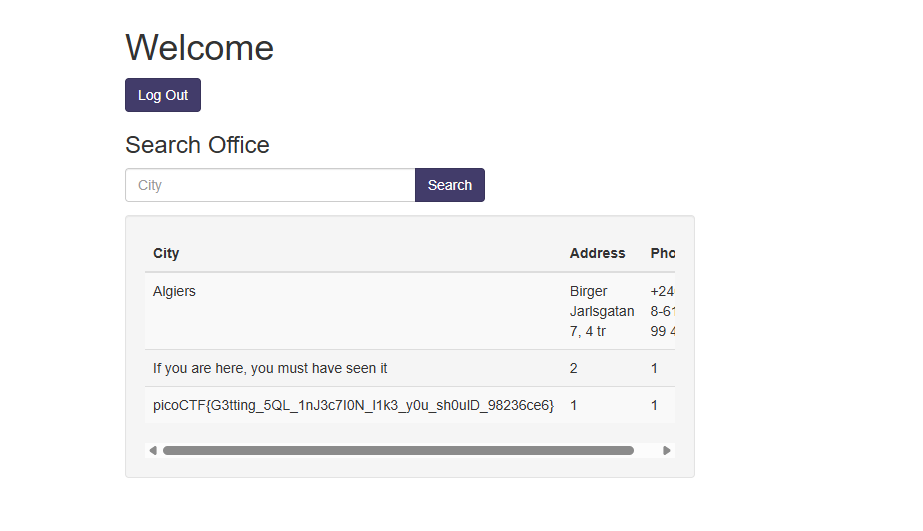 Welcome
Log Out
Search Office
City Search
City Address Pho
Algiers Birger +24
Jarlsgatan 8-61
7, 4 tr 99 4
If you are here, you must have seen it 2 1
picoCTF{G3tting_5QL_1nJ3c7I0N_l1k3_y0u_sh0ulD_98236ce6} 1 1